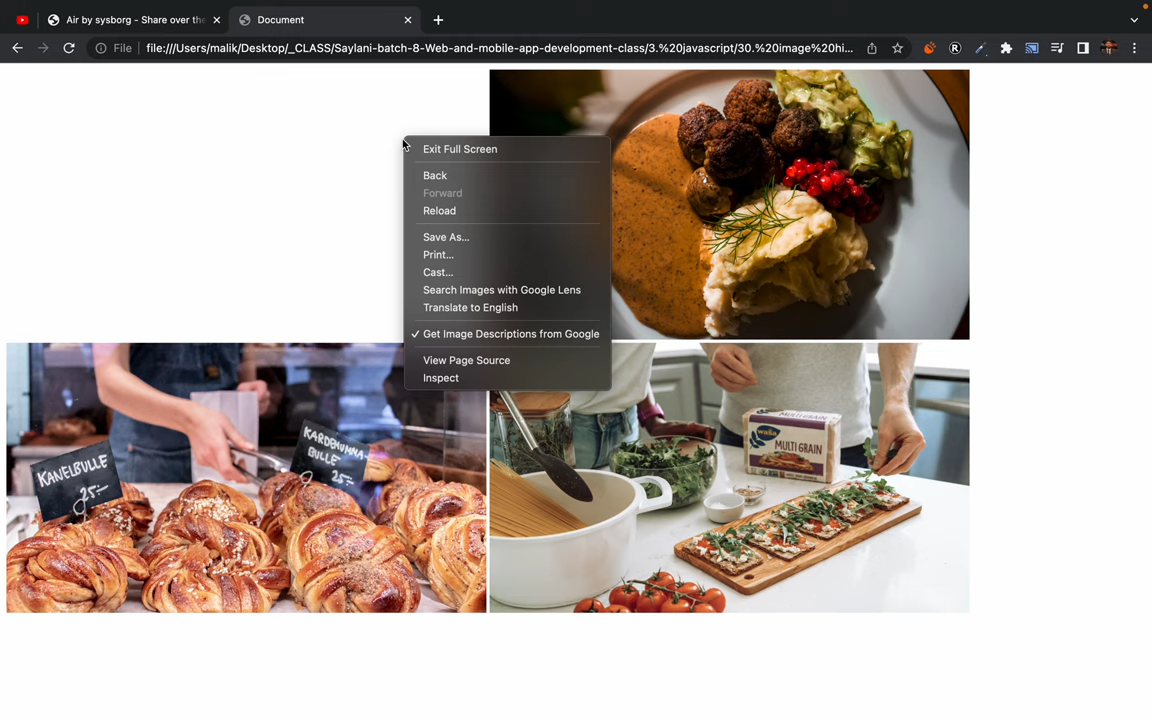 Air by sysborg - Share over the
Document
File
file:///Users/malik/Desktop/_CLASS/Saylani-batch-8-Web-and-mobile-app-development-class/3.%20javascript/30.%20image%20hi...
Exit Full Screen
Back
Forward
Reload
Save As...
Print...
Cast...
Search Images with Google Lens
Translate to English
✓ Get Image Descriptions from Google
View Page Source
Inspect
KANELBULLE
25:-
KARDEMUMMA-
BULLE
25:-
wasa
MULTI GRAIN